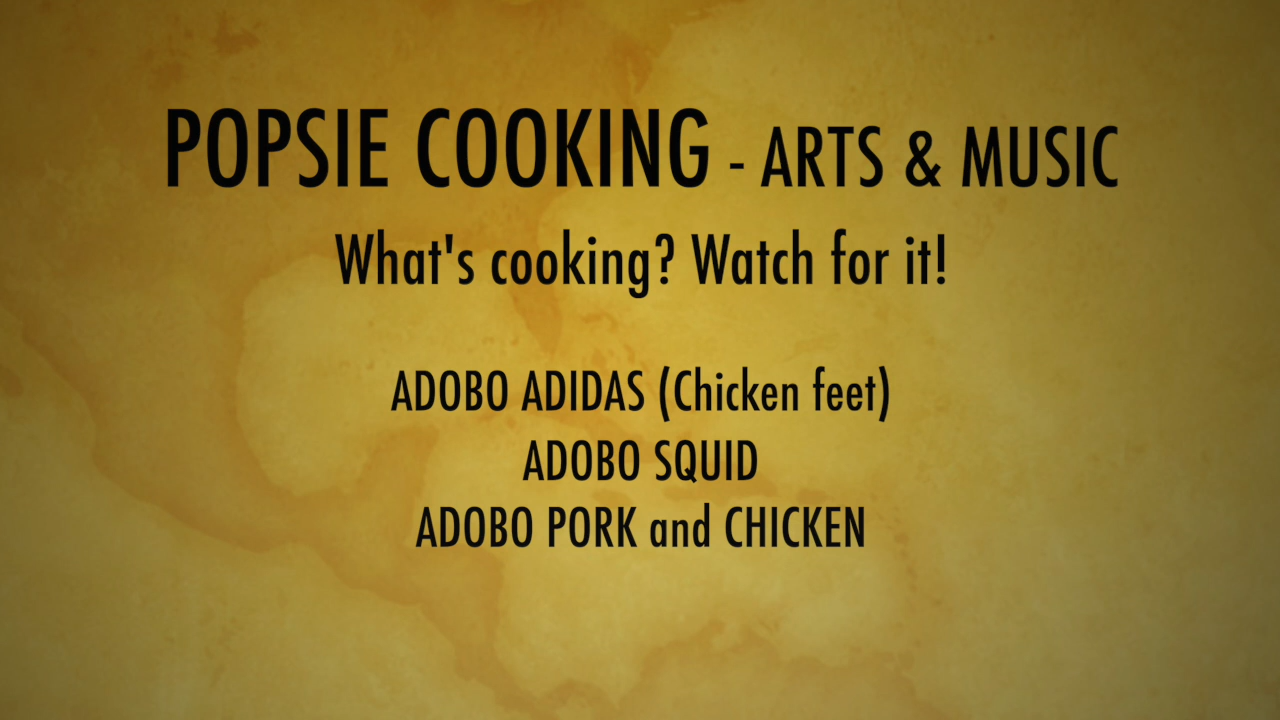 POPSIE COOKING - ARTS & MUSIC
What's cooking? Watch for it!
ADOBO ADIDAS (Chicken feet)
ADOBO SQUID
ADOBO PORK and CHICKEN